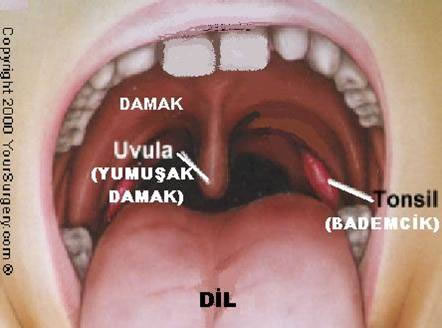 DAMAK
Uvula
(YUMUŞAK
DAMAK)
Tonsil
(BADEMCİK)
DİL
Copyright 2000 YourSurgery.com ®